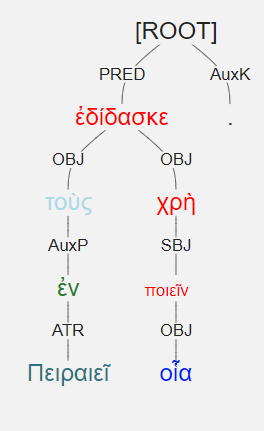 [ROOT]
PRED AuxK
ἐδίδασκε .
OBJ OBJ
τοὺς χρὴ
AuxP SBJ
ἐν ποιεῖν
ATR OBJ
Πειραιεῖ οἷα